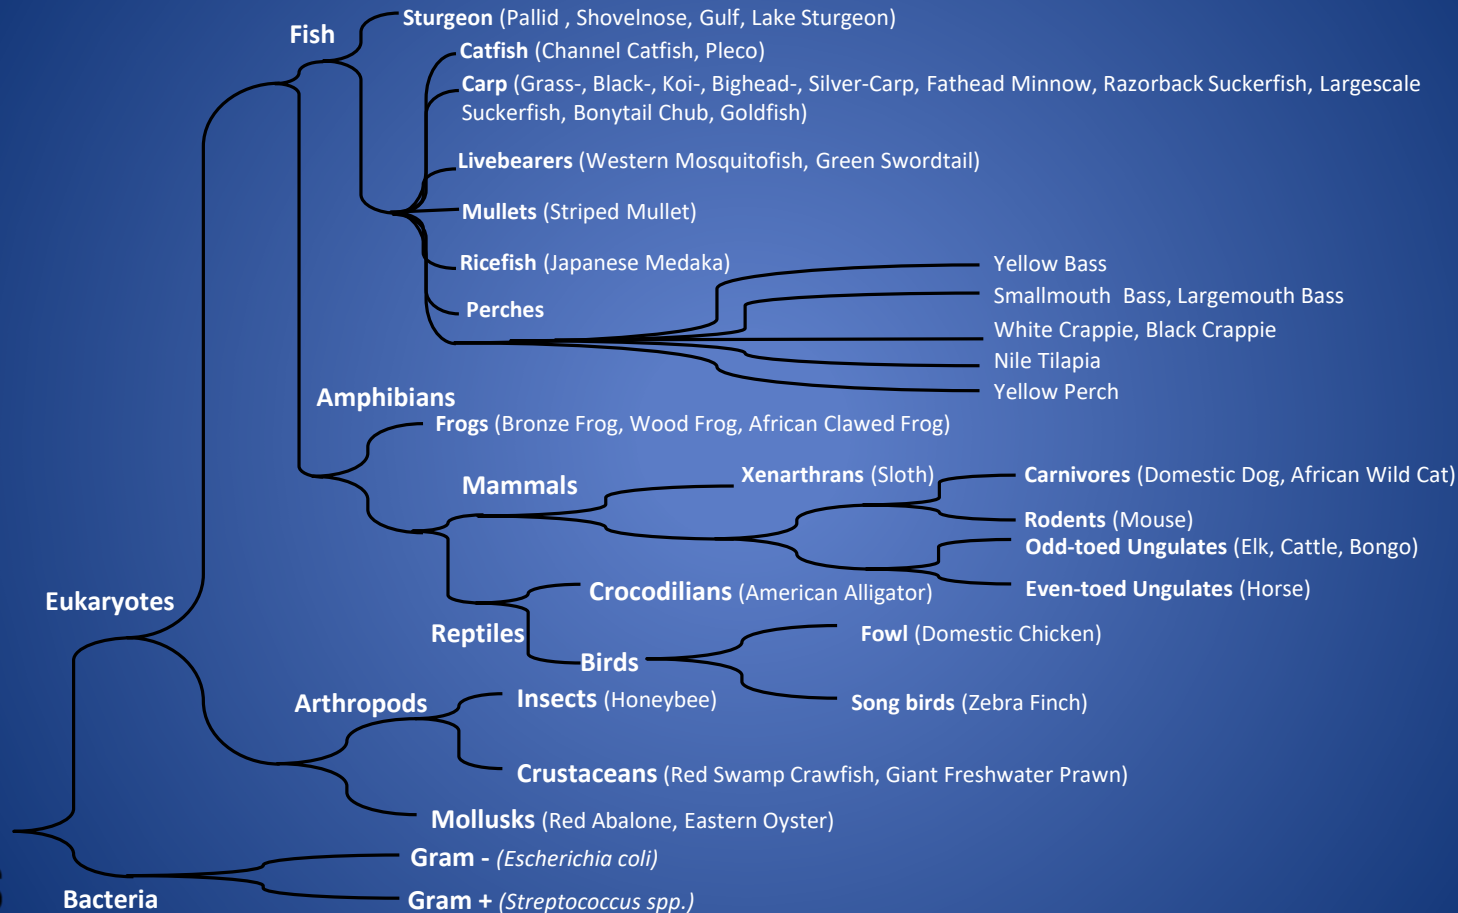 Sturgeon (Pallid , Shovelnose, Gulf, Lake Sturgeon)
Fish
Catfish (Channel Catfish, Pleco)
Carp (Grass-, Black-, Koi-, Bighead-, Silver-Carp, Fathead Minnow, Razorback Suckerfish, Largescale
Suckerfish, Bonytail Chub, Goldfish)
Livebearers (Western Mosquitofish, Green Swordtail)
Mullets (Striped Mullet)
Ricefish (Japanese Medaka)
Yellow Bass
Smallmouth  Bass, Largemouth Bass
Perches
White Crappie, Black Crappie
Nile Tilapia
Yellow Perch
Amphibians
Frogs (Bronze Frog, Wood Frog, African Clawed Frog)
Mammals
Xenarthrans (Sloth)
Carnivores (Domestic Dog, African Wild Cat)
Rodents (Mouse)
Odd-toed Ungulates (Elk, Cattle, Bongo)
Even-toed Ungulates (Horse)
Crocodilians (American Alligator)
Eukaryotes
Reptiles
Fowl (Domestic Chicken)
Birds
Song birds (Zebra Finch)
Arthropods
Insects (Honeybee)
Crustaceans (Red Swamp Crawfish, Giant Freshwater Prawn)
Mollusks (Red Abalone, Eastern Oyster)
Gram - (Escherichia coli)
Bacteria
Gram + (Streptococcus spp.)